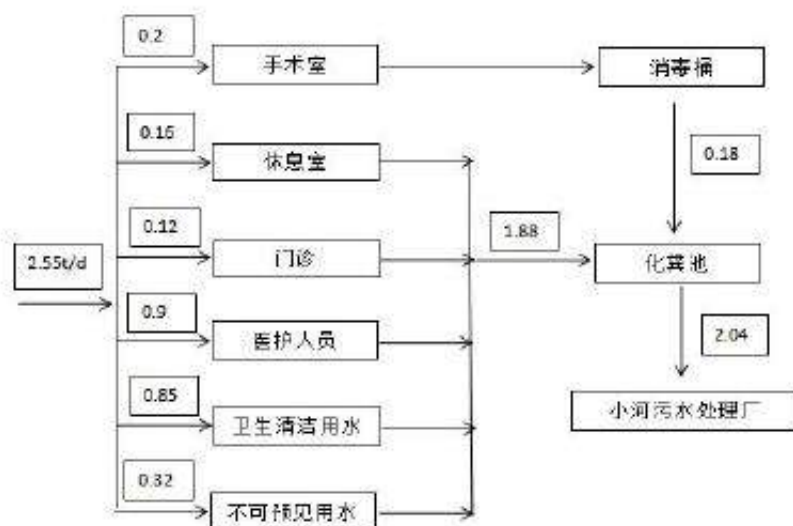 0.2
手术室
消毒桶
0.16
休息室
0.18
0.12
门诊
1.88
化粪池
2.55t/d
0.9
医护人员
2.04
0.85
卫生清洁用水
小河污水处理厂
0.32
不可预见用水